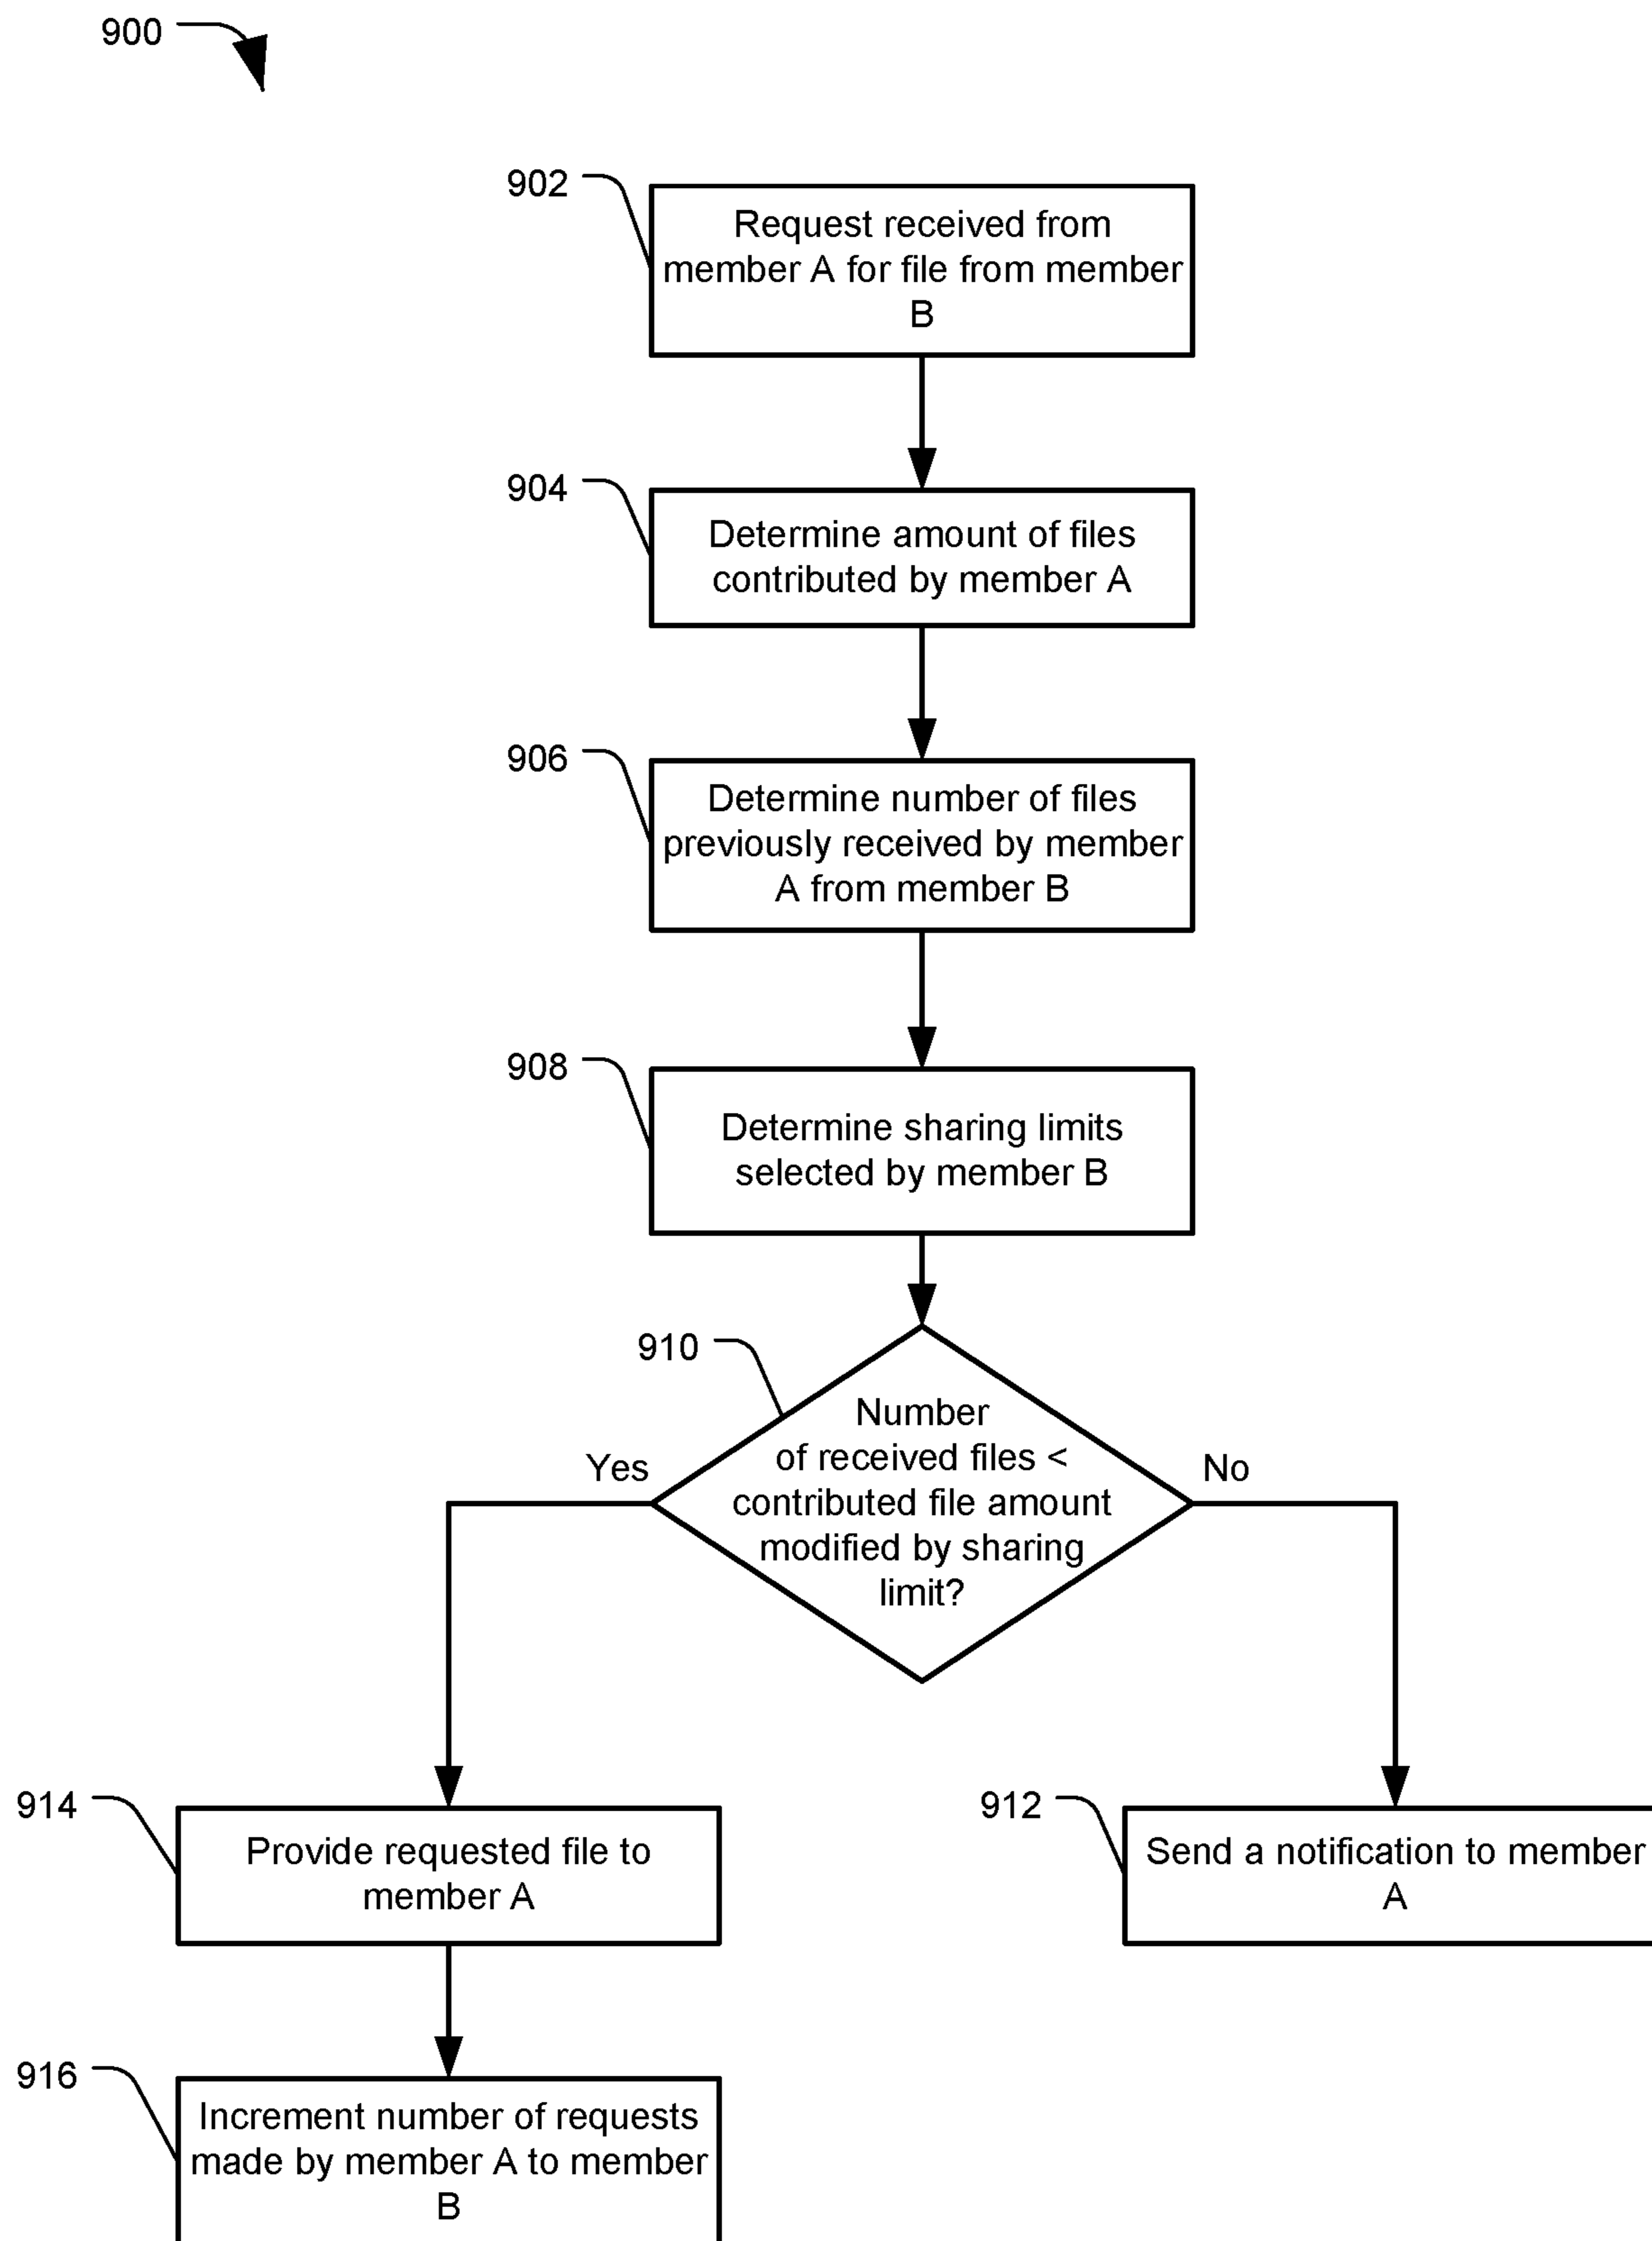 900
902
Request received from
member A for file from member
B
904
Determine amount of files
contributed by member A
906
Determine number of files
previously received by member
A from member B
908
Determine sharing limits
selected by member B
910
Number
of received files <
contributed file amount
modified by sharing
limit?
Yes
No
914
Provide requested file to
member A
912
Send a notification to member
A
916
Increment number of requests
made by member A to member
B